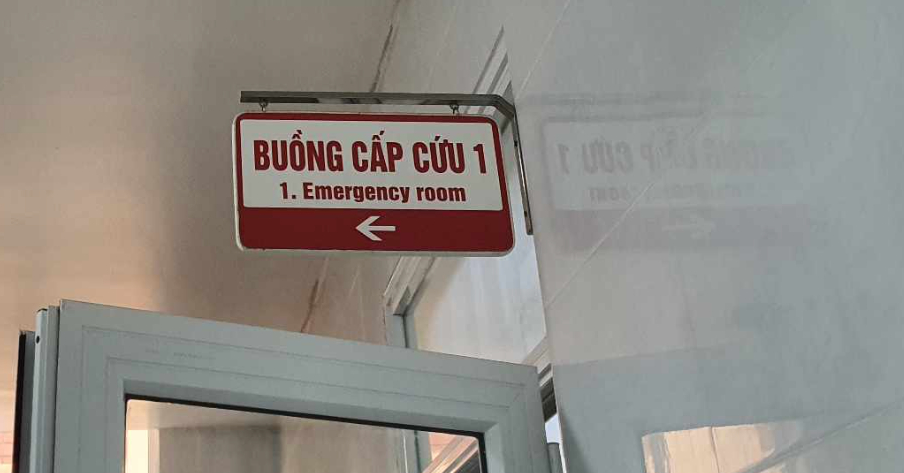 BUỒNG CẤP CỨU 1
1. Emergency room